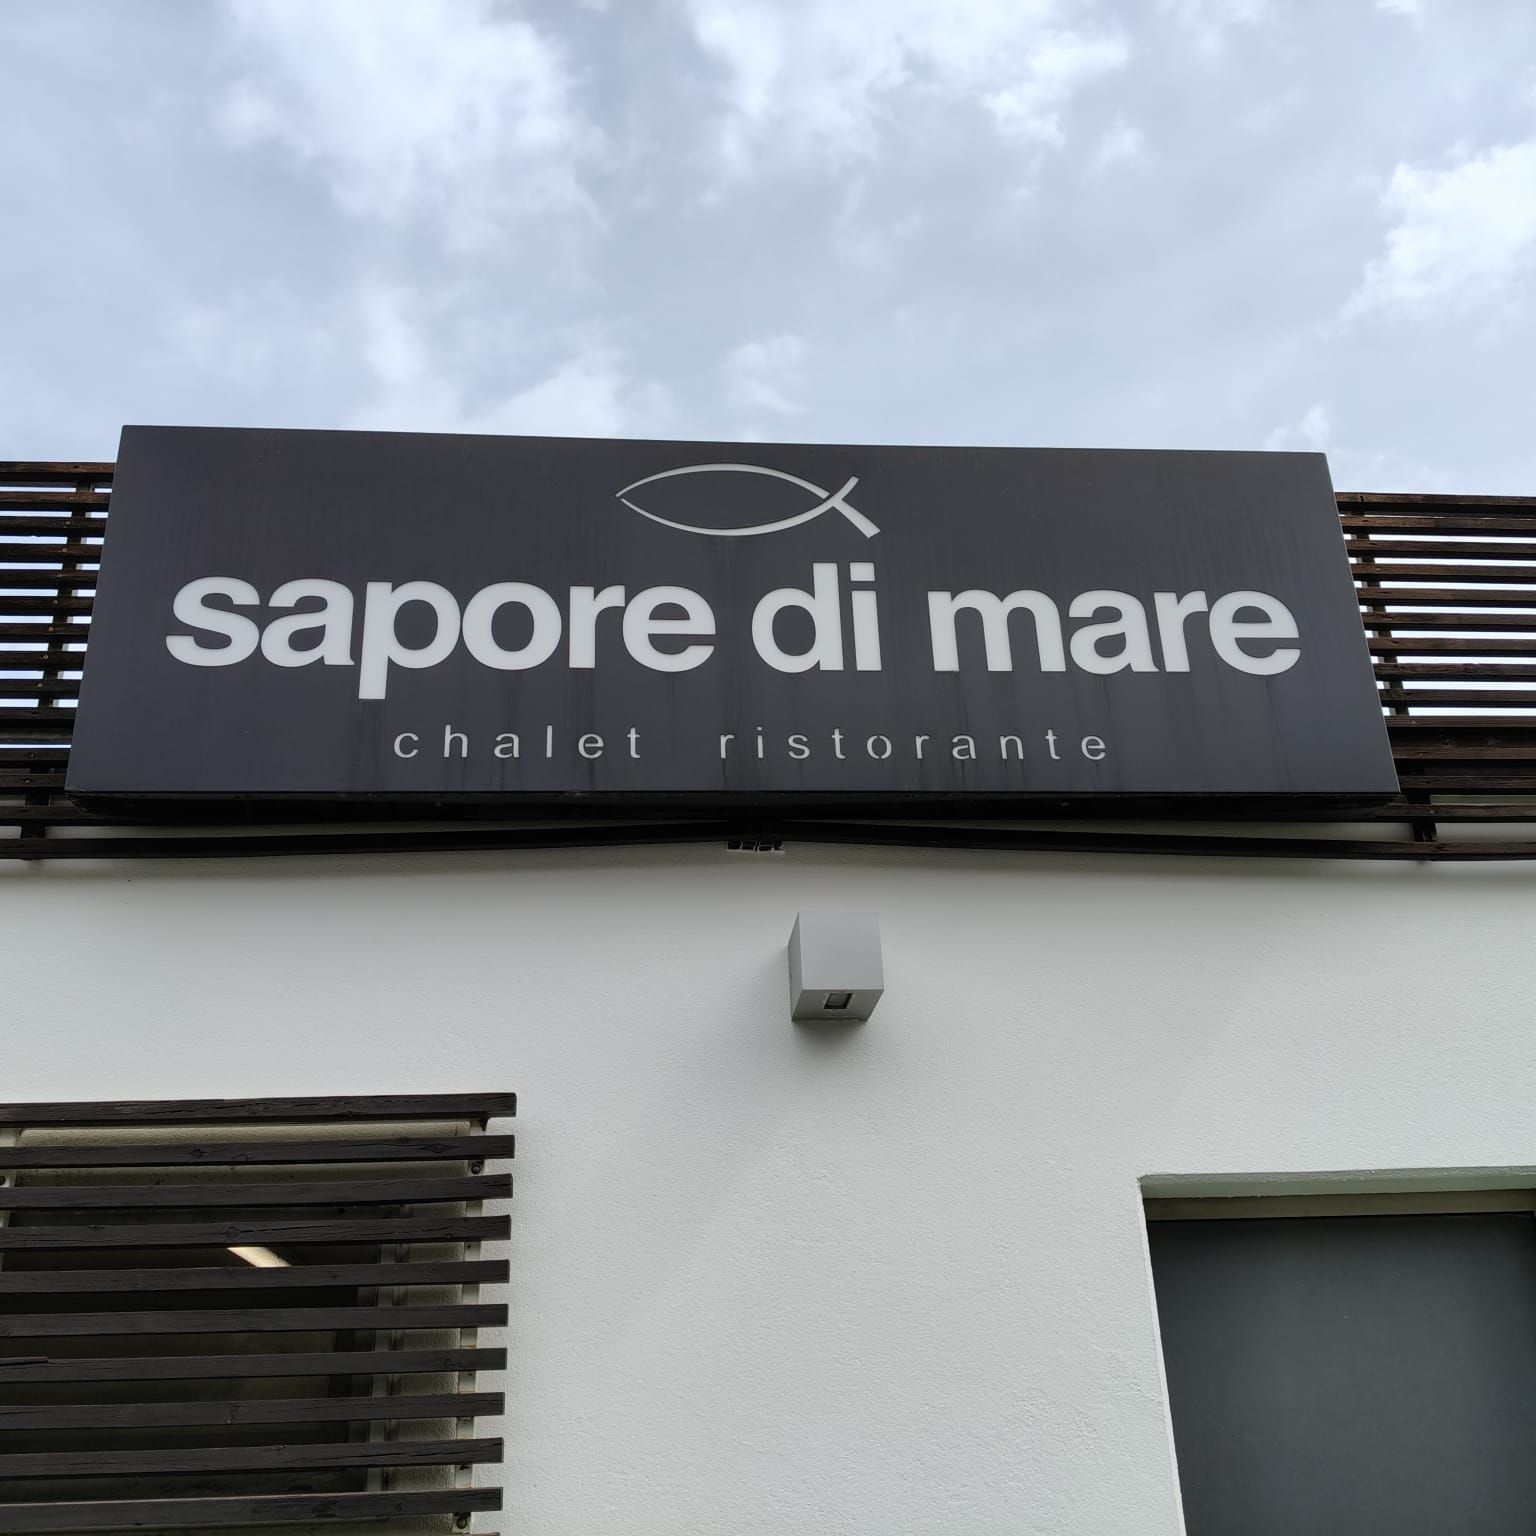 sapore di mare
chalet ristorante